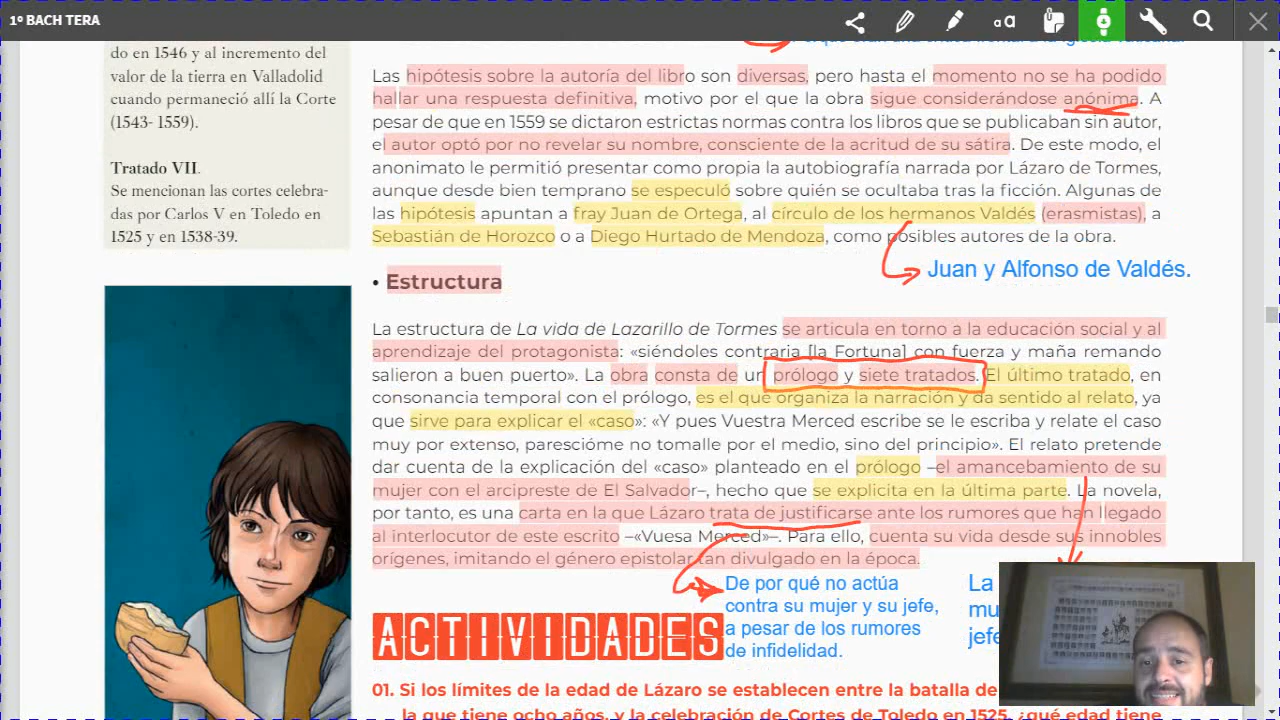 1º BACH TERA
aa
do en 1546 y al incremento del
valor de la tierra en Valladolid
cuando permaneció allí la Corte
(1543- 1559).
Tratado VII.
Se mencionan las cortes celebra-
das por Carlos V en Toledo en
1525 y en 1538-39.
Las hipótesis sobre la autoría del libro son diversas, pero hasta el momento no se ha podido
hallar una respuesta definitiva, motivo por el que la obra sigue considerándose anónima. A
pesar de que en 1559 se dictaron estrictas normas contra los libros que se publicaban sin autor,
el autor optó por no revelar su nombre, consciente de la acritud de su sátira. De este modo, el
anonimato le permitió presentar como propia la autobiografía narrada por Lázaro de Tormes,
aunque desde bien temprano se especuló sobre quién se ocultaba tras la ficción. Algunas de
las hipótesis apuntan a fray Juan de Ortega, al círculo de los hermanos Valdés (erasmistas), a
Sebastián de Horozco o a Diego Hurtado de Mendoza, como posibles autores de la obra.
Juan y Alfonso de Valdés.
• Estructura
La estructura de La vida de Lazarillo de Tormes se articula en torno a la educación social y al
aprendizaje del protagonista: «siéndoles contraria [la Fortuna] con fuerza y maña remando
salieron a buen puerto». La obra consta de un prólogo y siete tratados. El último tratado, en
consonancia temporal con el prólogo, es el que organiza la narración y da sentido al relato, ya
que sirve para explicar el «caso»: «Y pues Vuestra Merced escribe se le escriba y relate el caso
muy por extenso, paresciome no tomalle por el medio, sino del principio». El relato pretende
dar cuenta de la explicación del «caso» planteado en el prólogo –el amancebamiento de su
mujer con el arcipreste de El Salvador–, hecho que se explicita en la última parte. La novela,
por tanto, es una carta en la que Lázaro trata de justificarse ante los rumores que han llegado
al interlocutor de este escrito –«Vuesa Merced»–. Para ello, cuenta su vida desde sus innobles
orígenes, imitando el género epistolar tan divulgado en la época.
De por qué no actúa
contra su mujer y su jefe,
a pesar de los rumores
de infidelidad.
La
mu
jefe
ACTIVIDADES
01. Si los límites de la edad de Lázaro se establecen entre la batalla de
la que tiene ocho años, y la celebración de Cortes de Toledo en 1525, ¿qué edad tiene